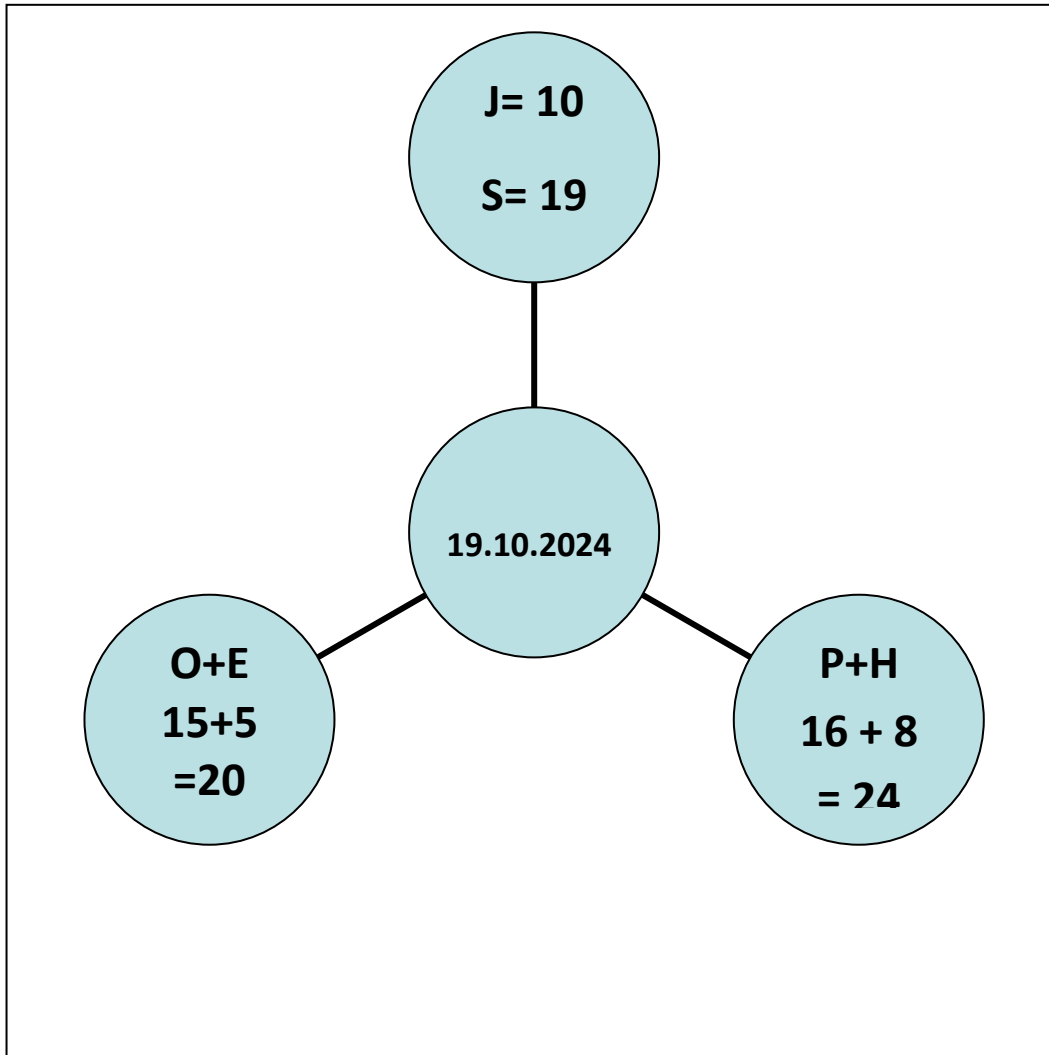 J= 10
S= 19
19.10.2024
O+E
15+5
=20
P+H
16 + 8
= 24